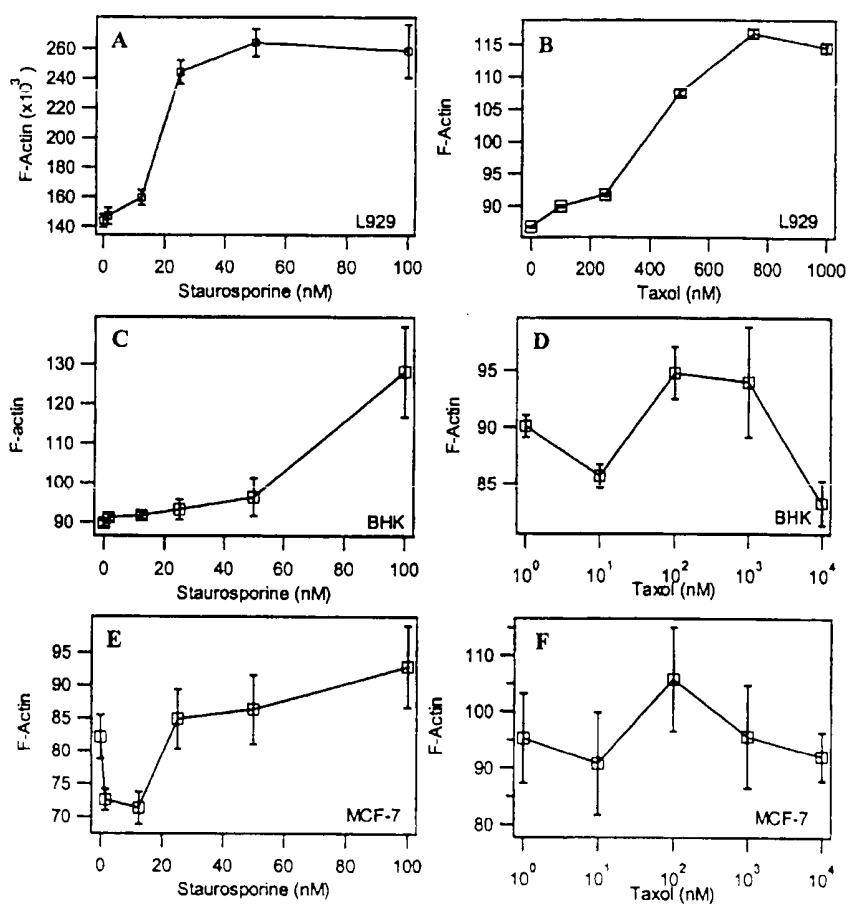 A
F-Actin (x10³)
260
240
220
200
180
160
140
L929
0 20 40 60 80 100
Staurosporine (nM)
B
F-Actin
115
110
105
100
95
90
L929
0 200 400 600 800 1000
Taxol (nM)
C
F-actin
130
120
110
100
90
BHK
0 20 40 60 80 100
Staurosporine (nM)
D
F-Actin
95
90
85
BHK
10⁰ 10¹ 10² 10³ 10⁴
Taxol (nM)
E
F-Actin
95
90
85
80
75
70
MCF-7
0 20 40 60 80 100
Staurosporine (nM)
F
F-Actin
110
100
90
80
MCF-7
10⁰ 10¹ 10² 10³ 10⁴
Taxol (nM)